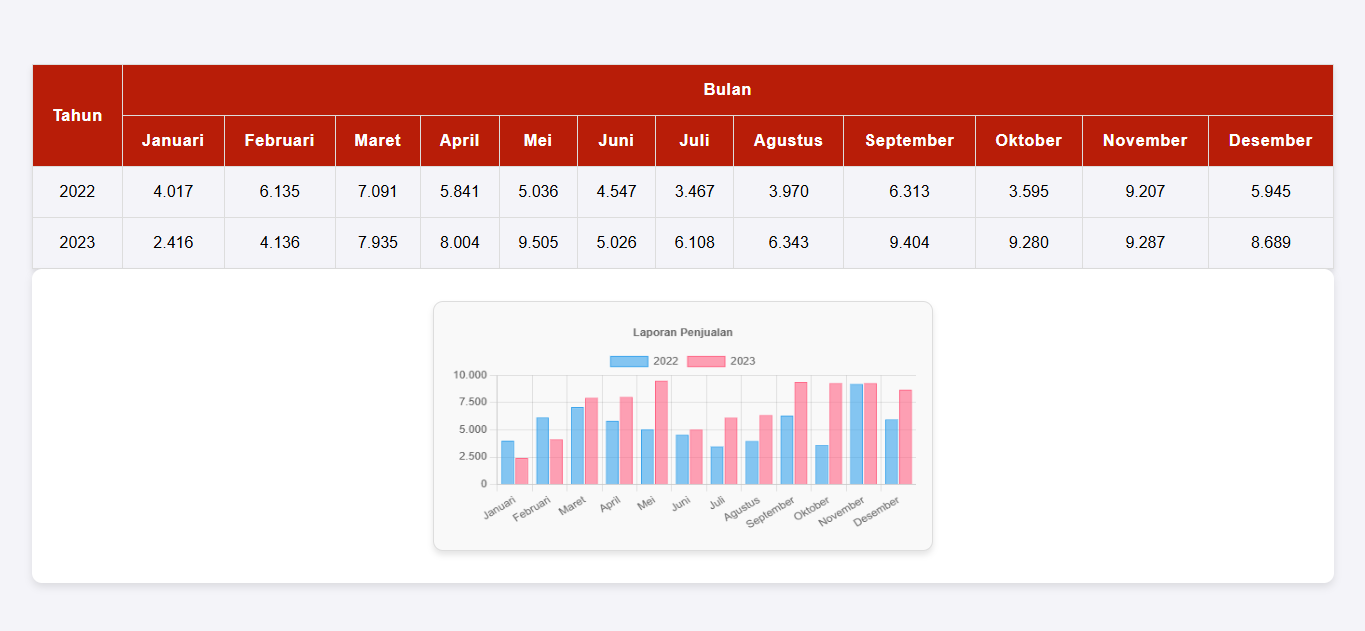 Tahun Bulan
Januari Februari Maret April Mei Juni Juli Agustus September Oktober November Desember
2022 4.017 6.135 7.091 5.841 5.036 4.547 3.467 3.970 6.313 3.595 9.207 5.945
2023 2.416 4.136 7.935 8.004 9.505 5.026 6.108 6.343 9.404 9.280 9.287 8.689
Laporan Penjualan
2022 2023
10.000
7.500
5.000
2.500
0
Januari Februari Maret April Mei Juni Juli Agustus September Oktober November Desember